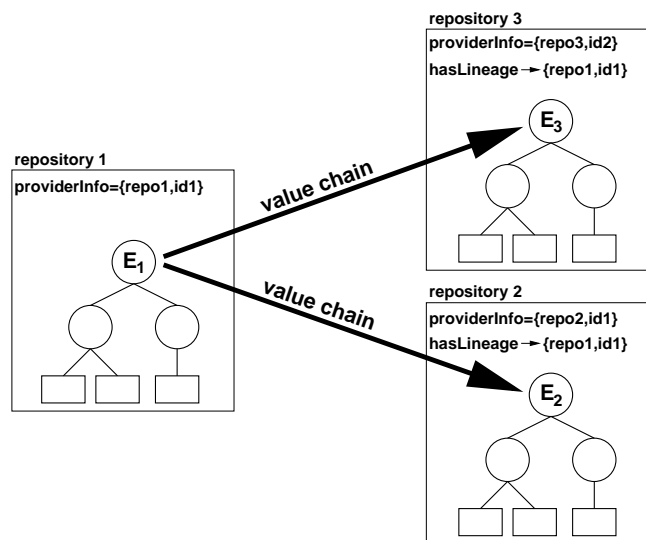 repository 3
providerInfo={repo3,id2}
hasLineage→{repo1,id1}
E3
repository 1
providerInfo={repo1,id1}
E1
value chain
value chain
repository 2
providerInfo={repo2,id1}
hasLineage→{repo1,id1}
E2